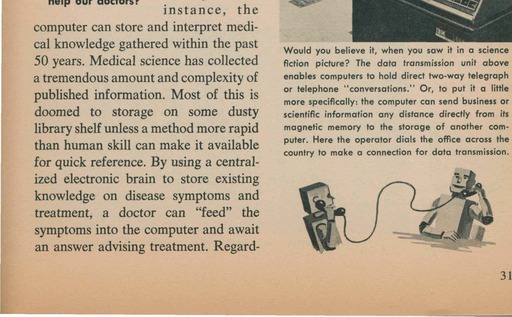 help our doctors?
instance, the
computer can store and interpret medi-
cal knowledge gathered within the past
50 years. Medical science has collected
a tremendous amount and complexity of
published information. Most of this is
doomed to storage on some dusty
library shelf unless a method more rapid
than human skill can make it available
for quick reference. By using a central-
ized electronic brain to store existing
knowledge on disease symptoms and
treatment, a doctor can "feed" the
symptoms into the computer and await
an answer advising treatment. Regard-
Would you believe it, when you saw it in a science
fiction picture? The data transmission unit above
enables computers to hold direct two-way telegraph
or telephone "conversations." Or, to put it a little
more specifically: the computer can send business or
scientific information any distance directly from its
magnetic memory to the storage of another com-
puter. Here the operator dials the office across the
country to make a connection for data transmission.
31